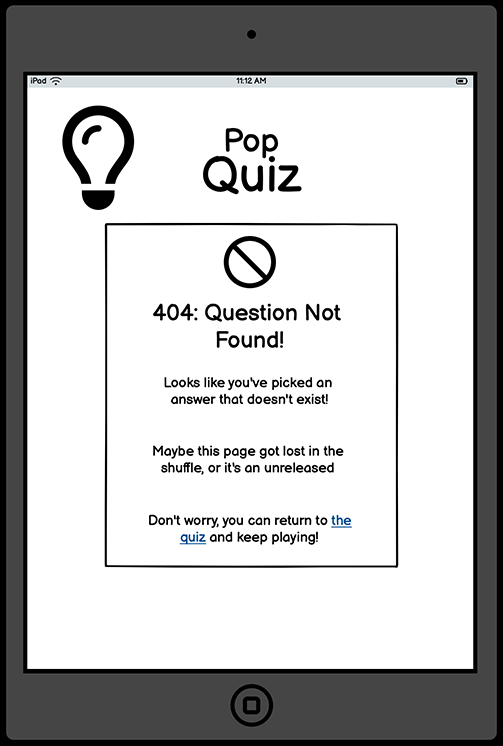 iPad
11:12 AM
Pop
Quiz
404: Question Not
Found!
Looks like you've picked an
answer that doesn't exist!
Maybe this page got lost in the
shuffle, or it's an unreleased
Don't worry, you can return to the
quiz and keep playing!